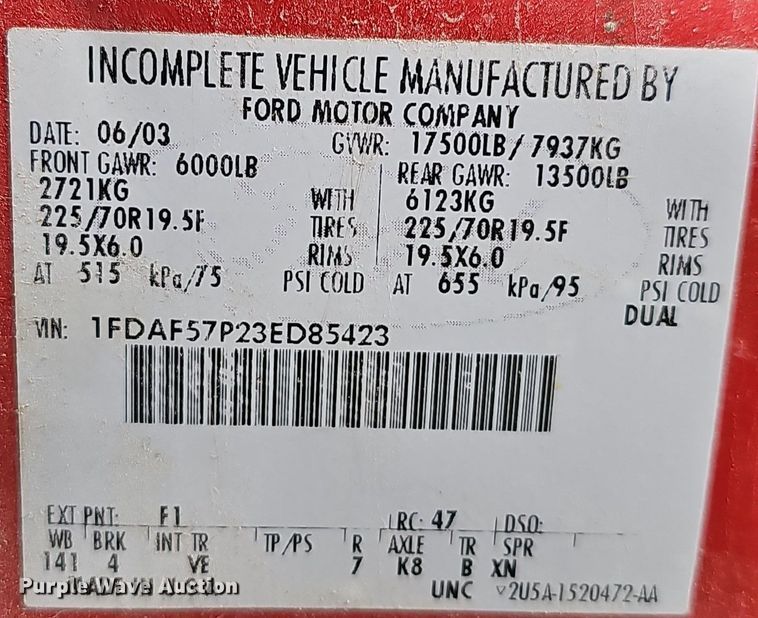 INCOMPLETE VEHICLE MANUFACTURED BY
FORD MOTOR COMPANY
DATE: 06/03 GVWR: 17500LB/ 7937KG
FRONT GAWR: 6000LB REAR GAWR: 13500LB
2721KG WITH 6123KG WITH
225/70R19.5F TIRES 225/70R19.5F TIRES
19.5X6.0 RIMS 19.5X6.0 RIMS
AT 515 kPa/75 PSI COLD AT 655 kPa/95 PSI COLD
DUAL
VIN: 1FDAF57P23ED85423
EXT PNT: F1 RC: 47 DSO:
WB BRK INT TR TP/PS R AXLE TR SPR
141 4 VE 7 K8 B XN
Purple Wave Auction
UNC 2U5A-1520472-AA